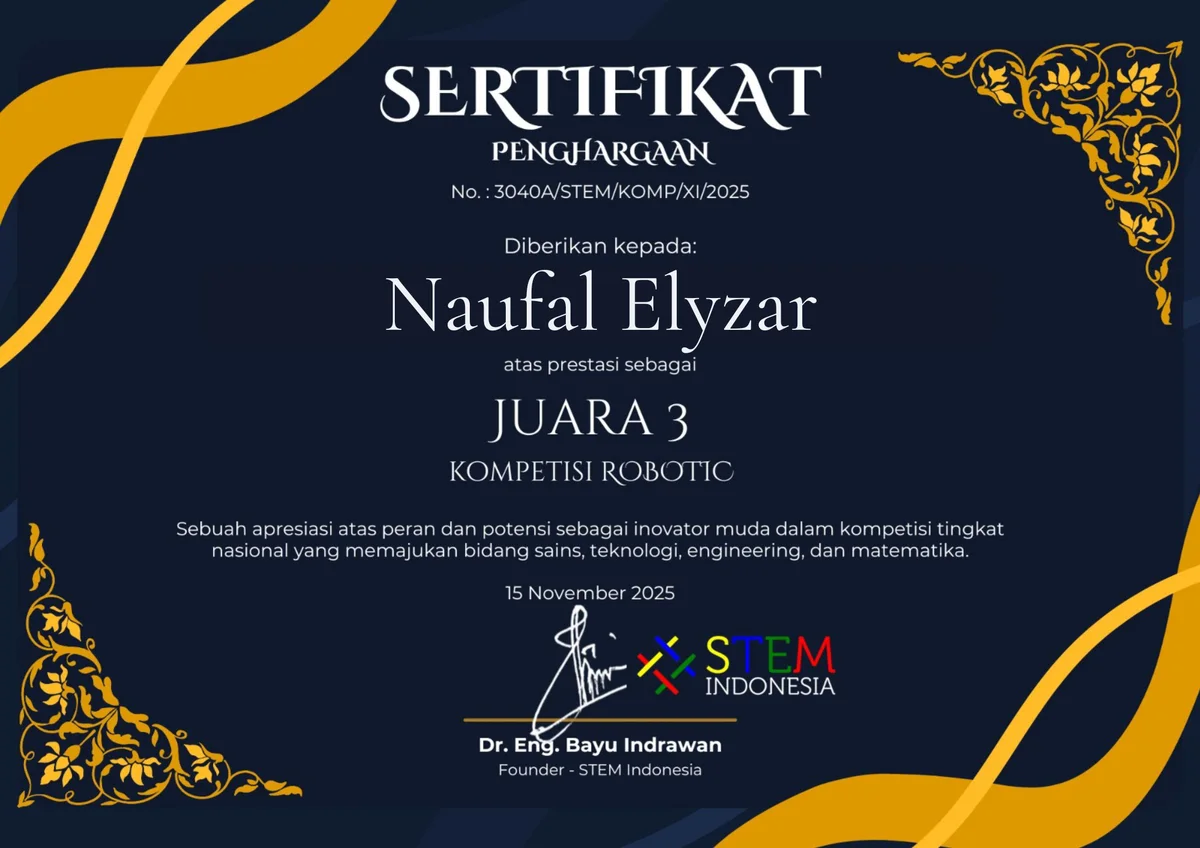 SERTIFIKAT
PENGHARGAAN
No. : 3040A/STEM/KOMP/XI/2025
Diberikan kepada:
Naufal Elyzar
atas prestasi sebagai
JUARA 3
KOMPETISI ROBOTIC
Sebuah apresiasi atas peran dan potensi sebagai inovator muda dalam kompetisi tingkat
nasional yang memajukan bidang sains, teknologi, engineering, dan matematika.
15 November 2025
STEM
INDONESIA
Dr. Eng. Bayu Indrawan
Founder - STEM Indonesia